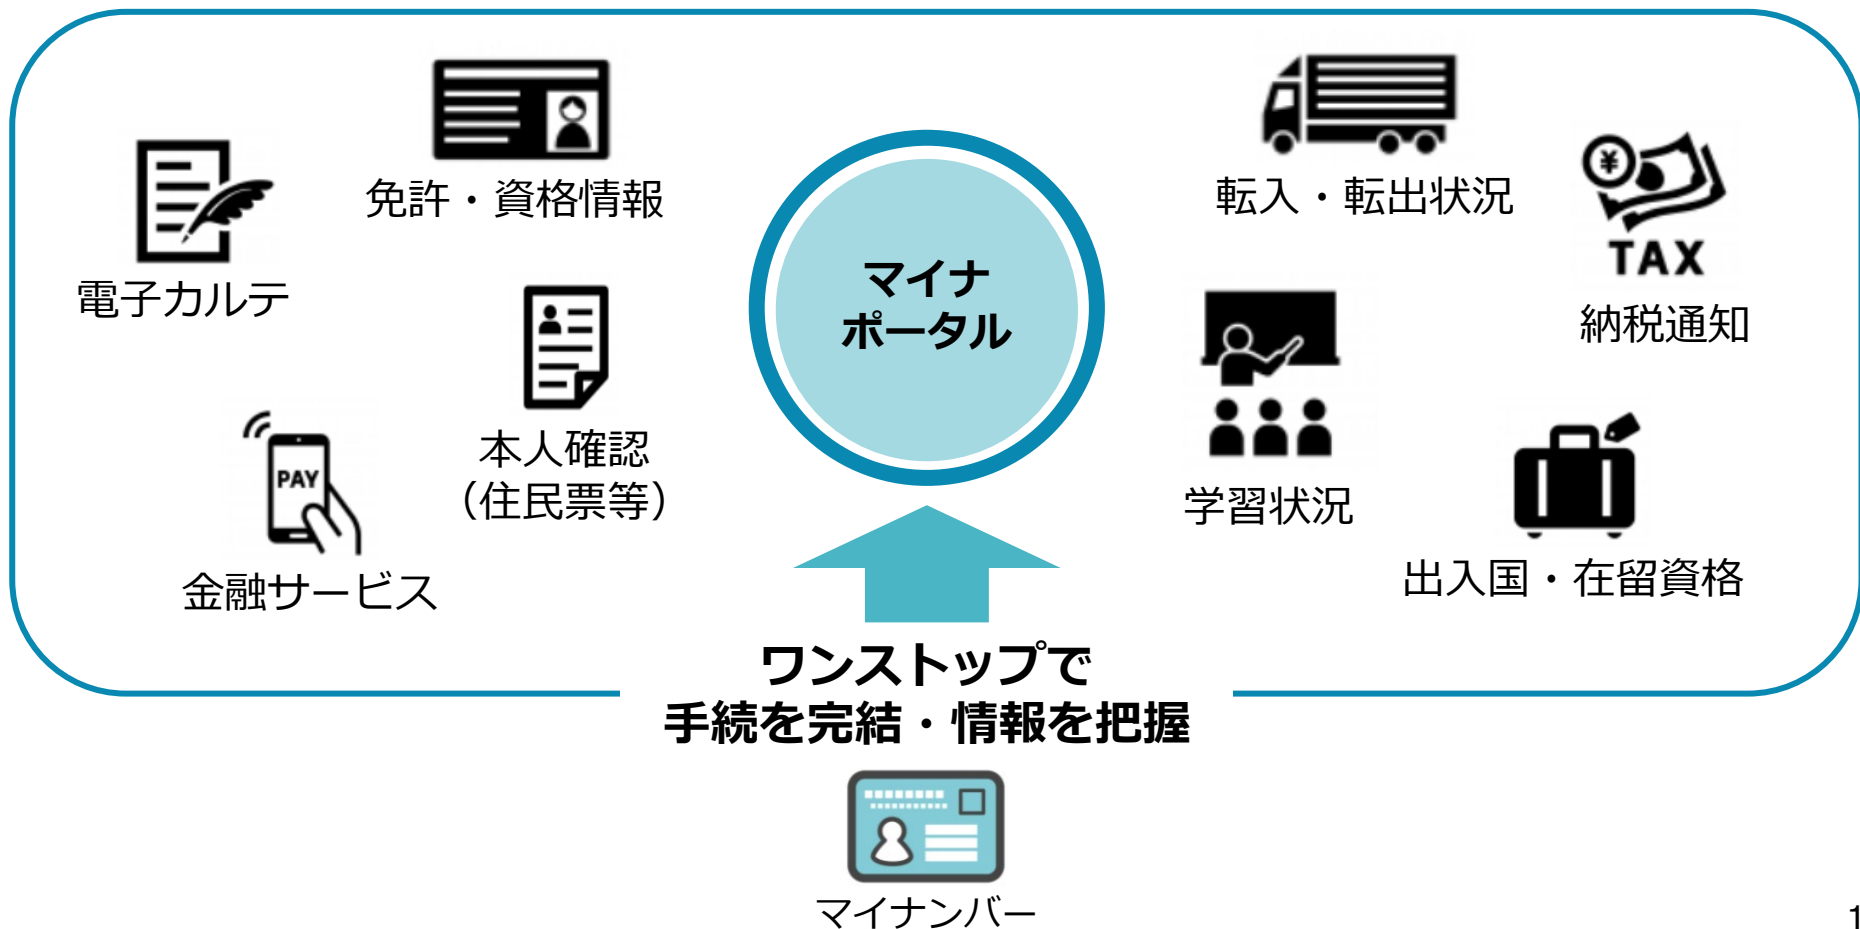 免許・資格情報
電子カルテ
本人確認
（住民票等）
PAY
金融サービス
マイナ
ポータル
転入・転出状況
¥
TAX
納税通知
学習状況
出入国・在留資格
ワンストップで
手続を完結・情報を把握
マイナンバー
1